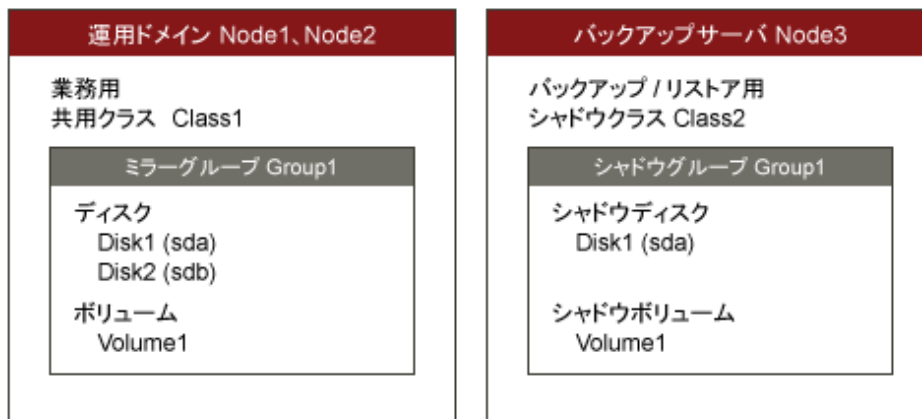 運用ドメイン Node1、Node2
業務用
共用クラス Class1
ミラーグループ Group1
ディスク
Disk1 (sda)
Disk2 (sdb)
ボリューム
Volume1
バックアップサーバ Node3
バックアップ / リストア用
シャドウクラス Class2
シャドウグループ Group1
シャドウディスク
Disk1 (sda)
シャドウボリューム
Volume1